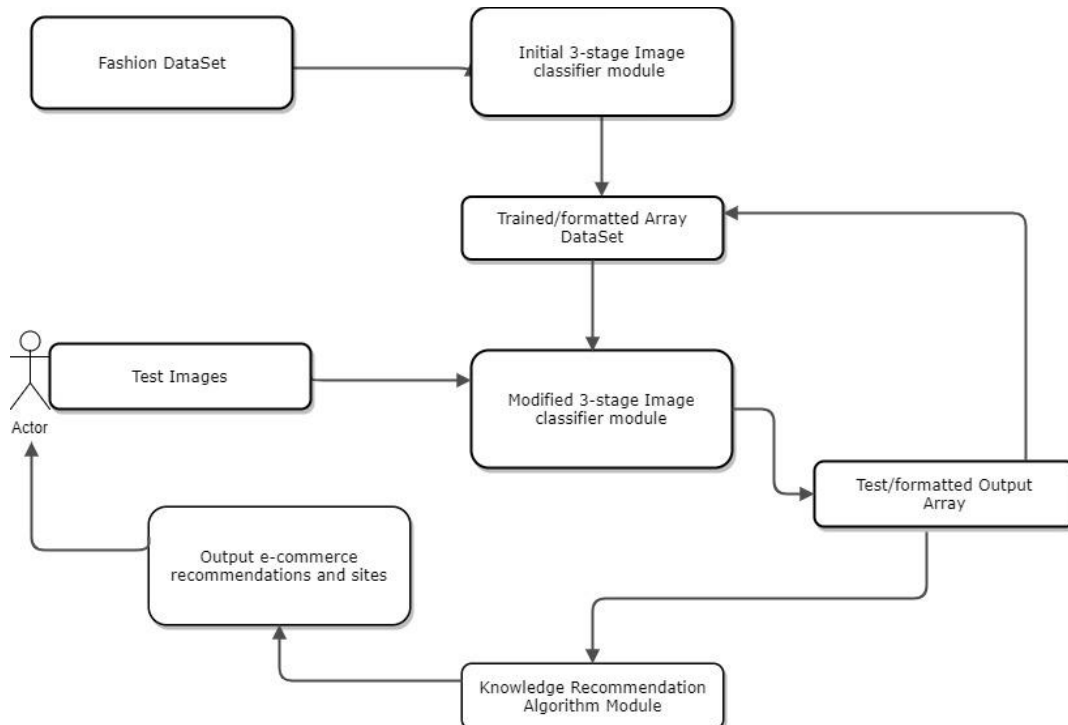 Fashion DataSet
Initial 3-stage Image
classifier module
Trained/formatted Array
DataSet
Test Images
Actor
Modified 3-stage Image
classifier module
Test/formatted Output
Array
Output e-commerce
recommendations and sites
Knowledge Recommendation
Algorithm Module